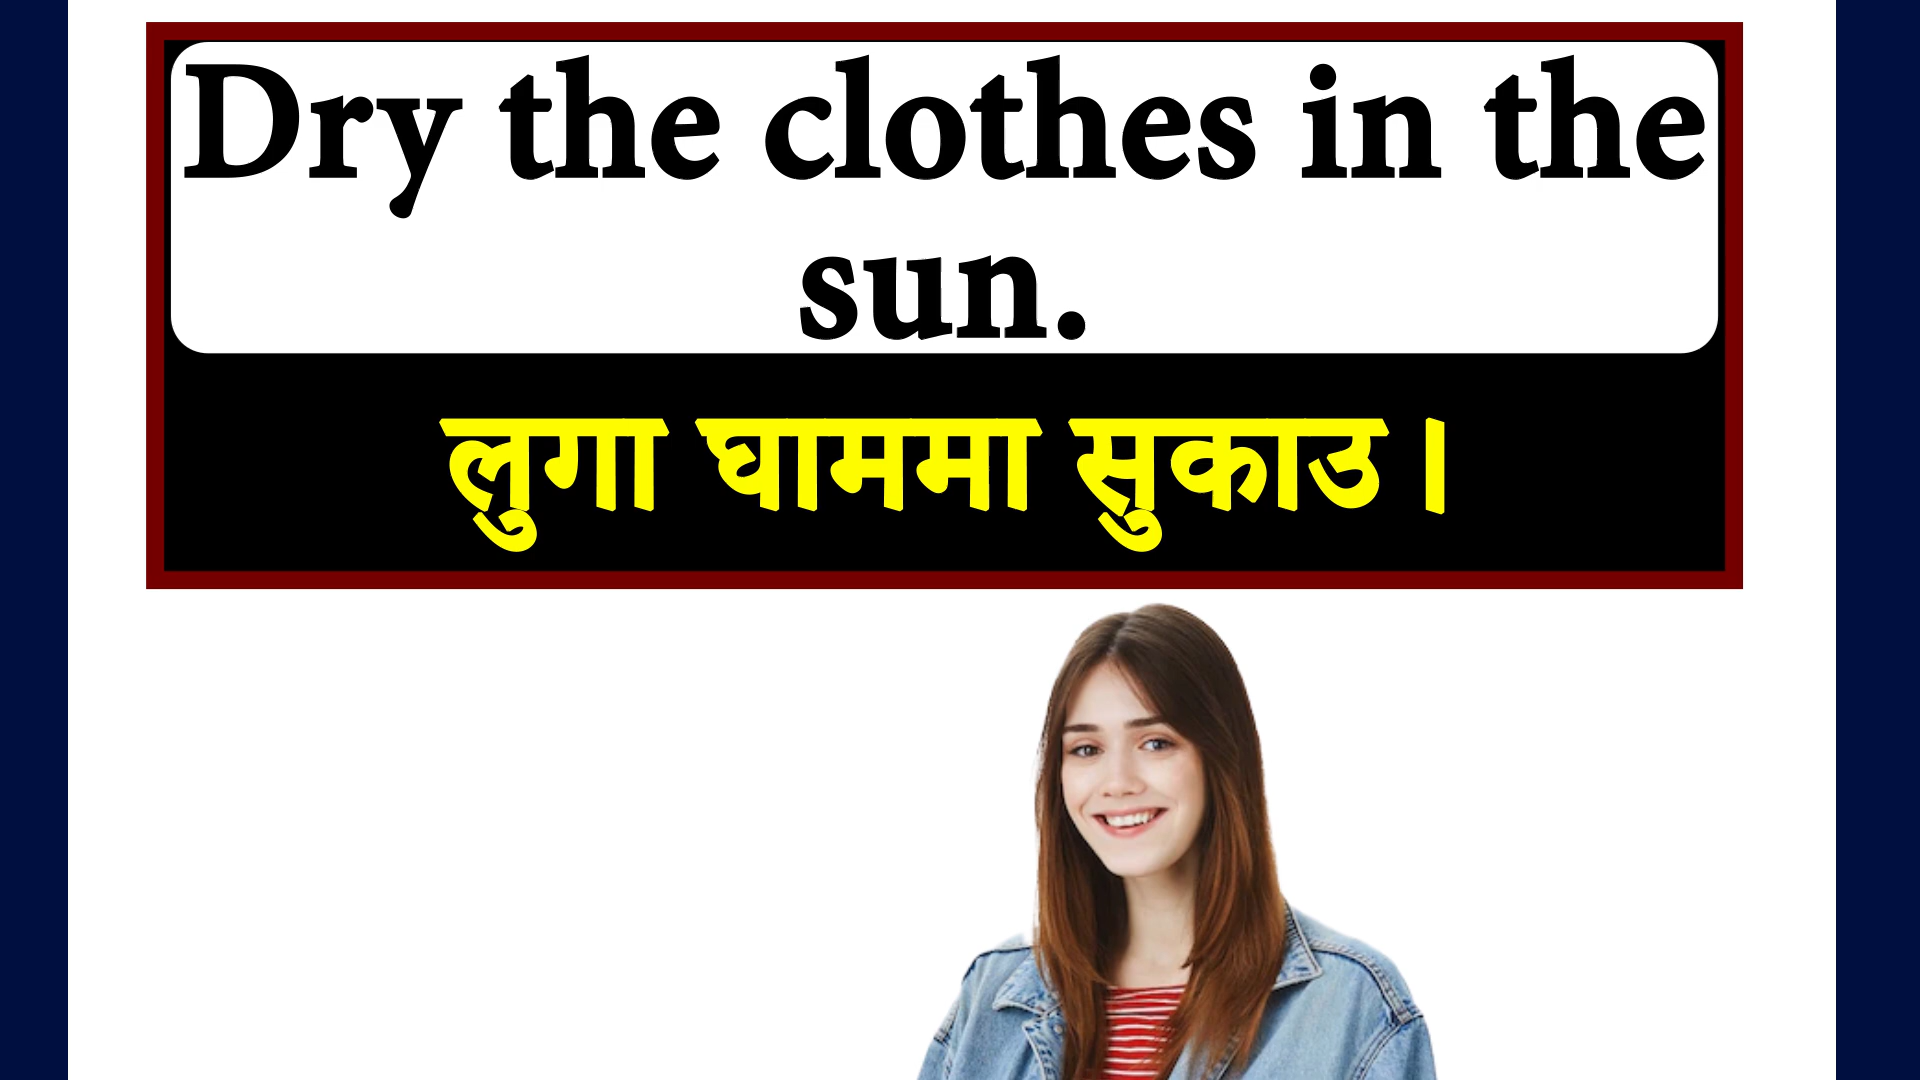 Dry the clothes in the
sun.
लुगा घाममा सुकाउ।